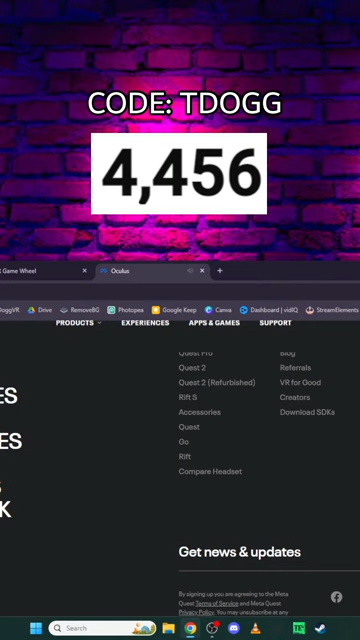 CODE: TDOGG
4,456
Game Wheel
Oculus
DoggVR
Drive
RemoveBG
Photopea
Google Keep
Canva
Dashboard | vidIQ
StreamElements
PRODUCTS
EXPERIENCES
APPS & GAMES
SUPPORT
Quest Pro
Blog
Quest 2
Referrals
Quest 2 (Refurbished)
VR for Good
Rift S
Creators
Accessories
Download SDKs
Quest
Go
Rift
Compare Headset
ES
ES
K
Get news & updates
By signing up you are agreeing to the Meta
Quest Terms of Service and Meta Quest
Privacy Policy. You may unsubscribe at any
Search